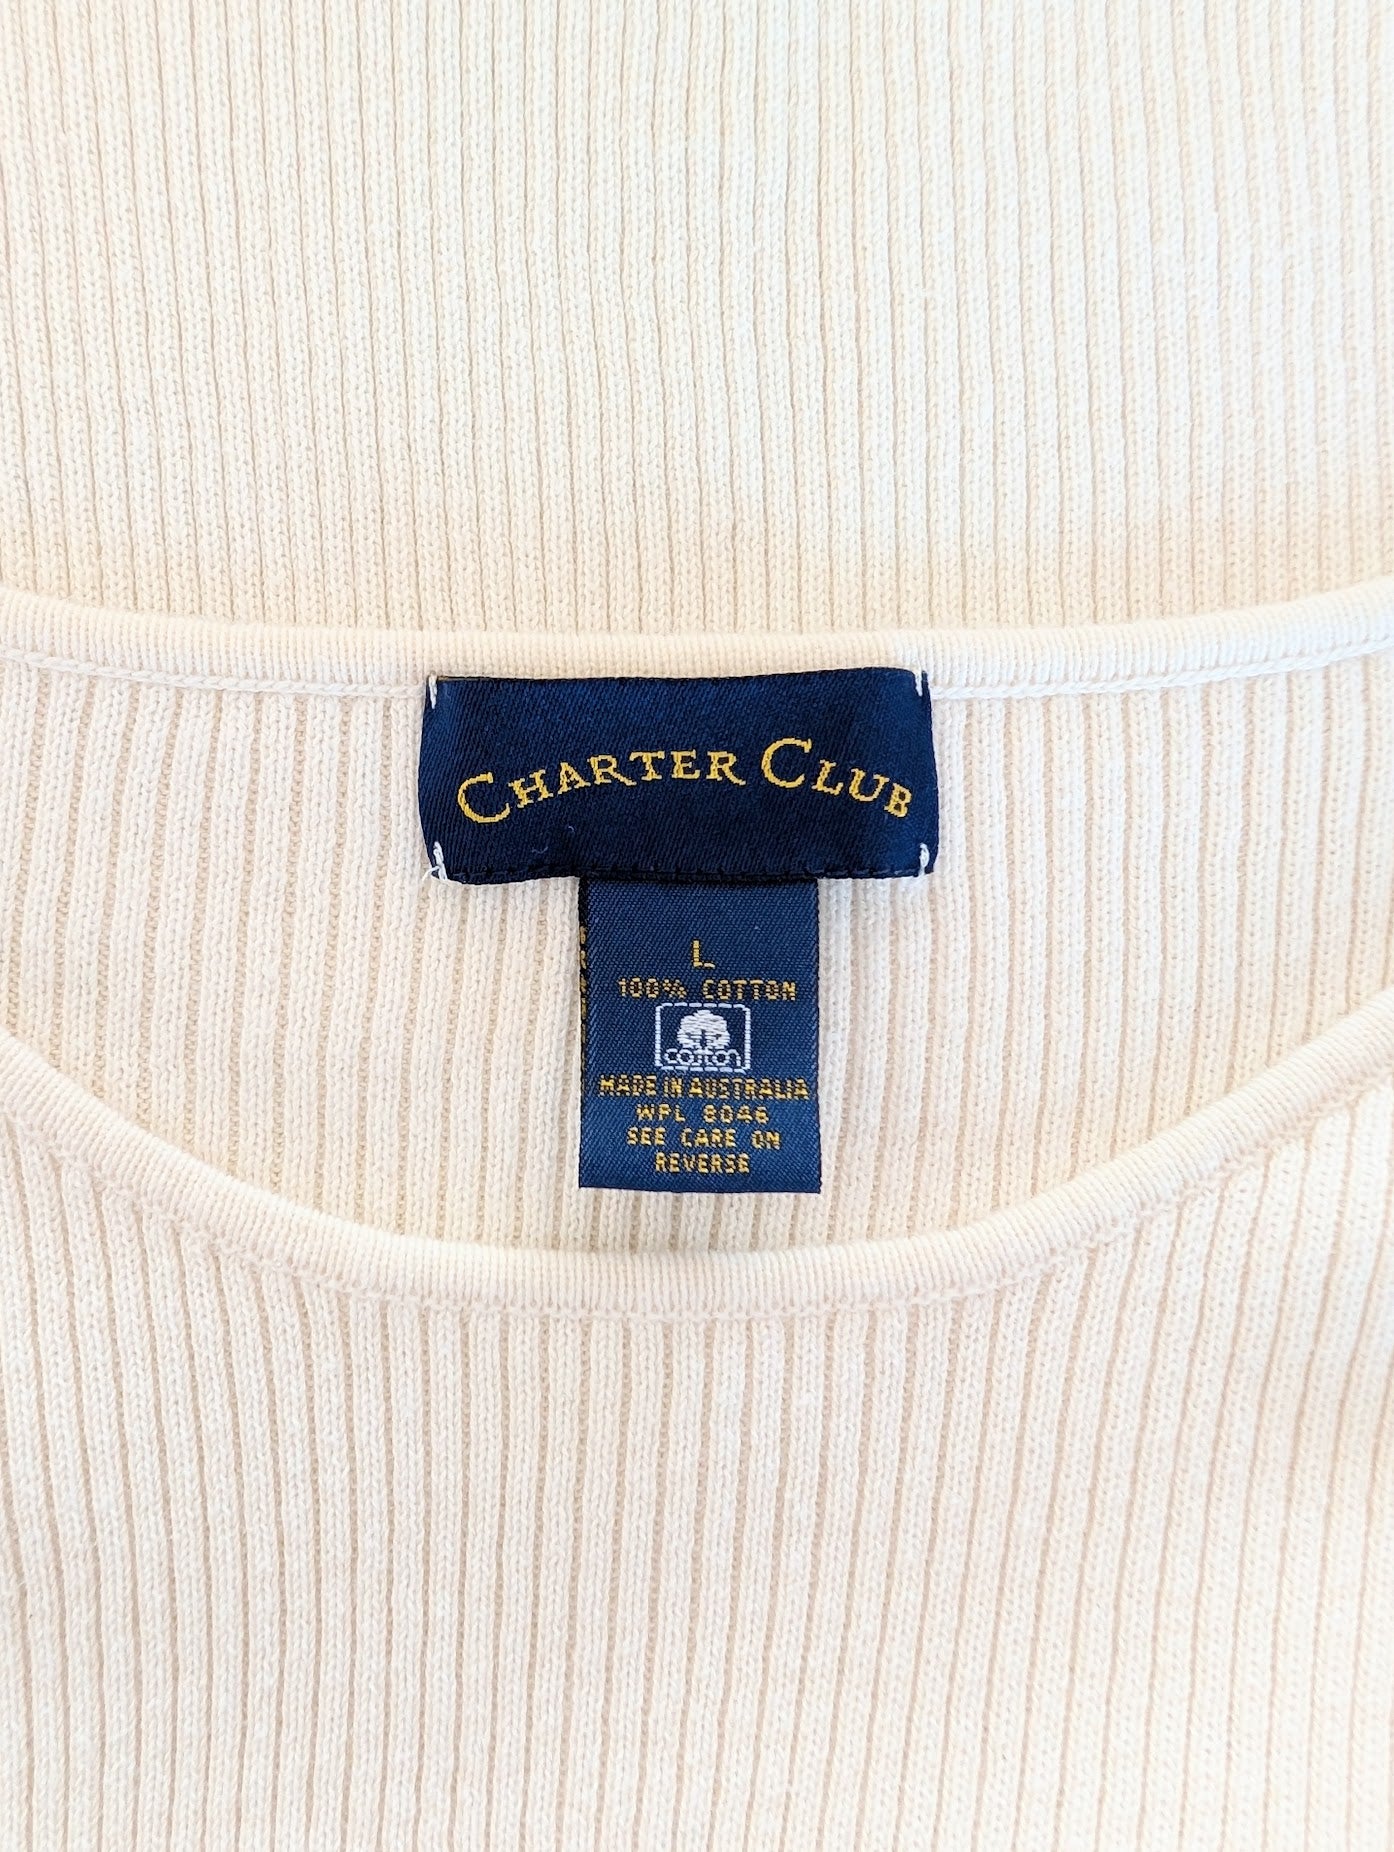 CHARTER CLUB
L
100% COTTON
cotton
MADE IN AUSTRALIA
WPL 8046
SEE CARE ON
REVERSE